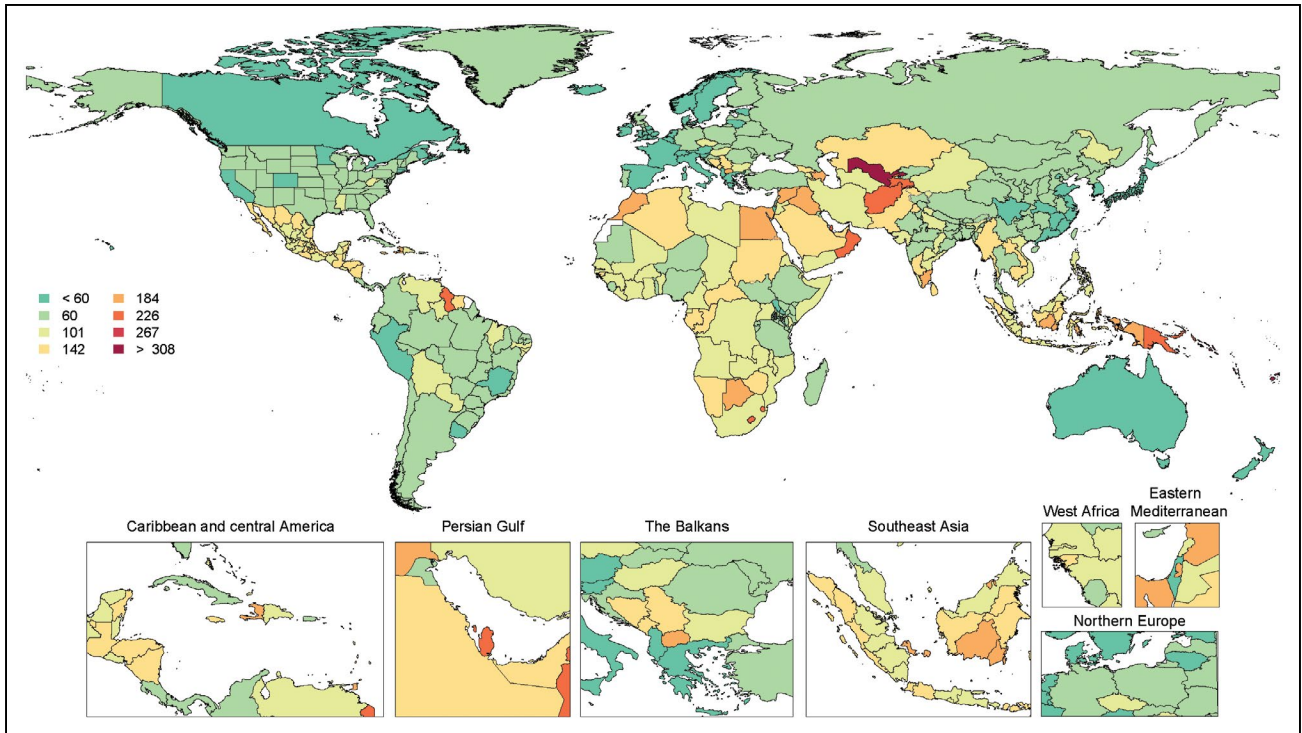 < 60
60
101
142
184
226
267
> 308
Caribbean and central America
Persian Gulf
The Balkans
Southeast Asia
West Africa
Eastern
Mediterranean
Northern Europe